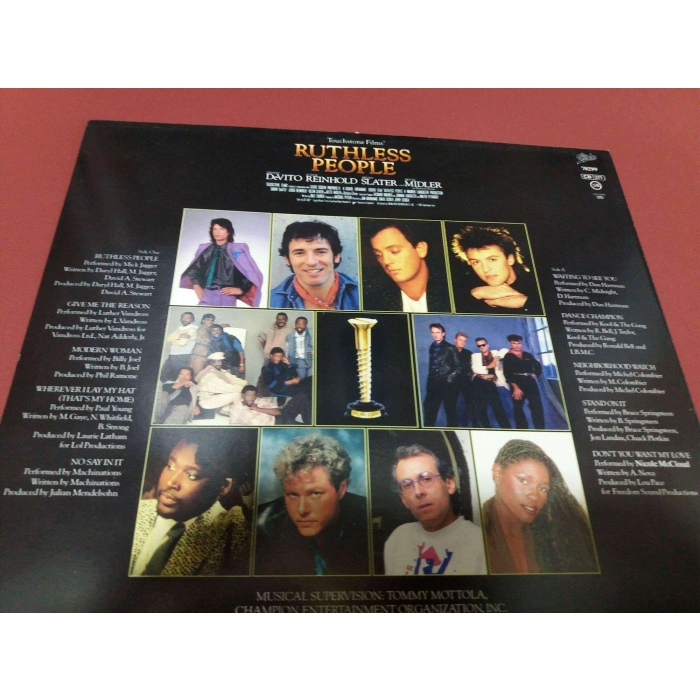 Touchstone Films'
RUTHLESS
PEOPLE
DeVITO REINHOLD SLATER MIDLER
Epic
70299
Side One
RUTHLESS PEOPLE
Performed by Mick Jagger
Written by Daryl Hall, M. Jagger,
David A. Stewart
Produced by Daryl Hall, M. Jagger,
David A. Stewart
GIVE ME THE REASON
Performed by Luther Vandross
Written by L. Vandross
Produced by Luther Vandross for
Vandross Ltd., Nat Adderly, Jr.
MODERN WOMAN
Performed by Billy Joel
Written by B. Joel
Produced by Phil Ramone
WHEREVER I LAY MY HAT
(THAT'S MY HOME)
Performed by Paul Young
Written by M. Gaye, N. Whitfield,
B. Strong
Produced by Laurie Latham
for Lol Productions
NO SAY IN IT
Performed by Machinations
Written by Machinations
Produced by Julian Mendelsohn
WAITING TO SEE YOU
Performed by Dan Hartman
Written by C. Midnight,
D. Hartman
Produced by Dan Hartman
DANCE CHAMPION
Performed by Kool & The Gang
Written by R. Bell, J. Taylor,
Kool & The Gang
Produced by Ronald Bell and
I.B.M.C.
NEIGHBORHOOD WATCH
Performed by Michel Colombier
Written by M. Colombier
Produced by Michel Colombier
STAND ON IT
Performed by Bruce Springsteen
Written by B. Springsteen
Produced by Bruce Springsteen,
Jon Landau, Chuck Plotkin
DON'T YOU WANT MY LOVE
Performed by Nicole McCloud
Written by A. Nova
Produced by Lou Pace
for Freedom Sound Productions
MUSICAL SUPERVISION: TOMMY MOTTOLA,
CHAMPION ENTERTAINMENT ORGANIZATION, INC.